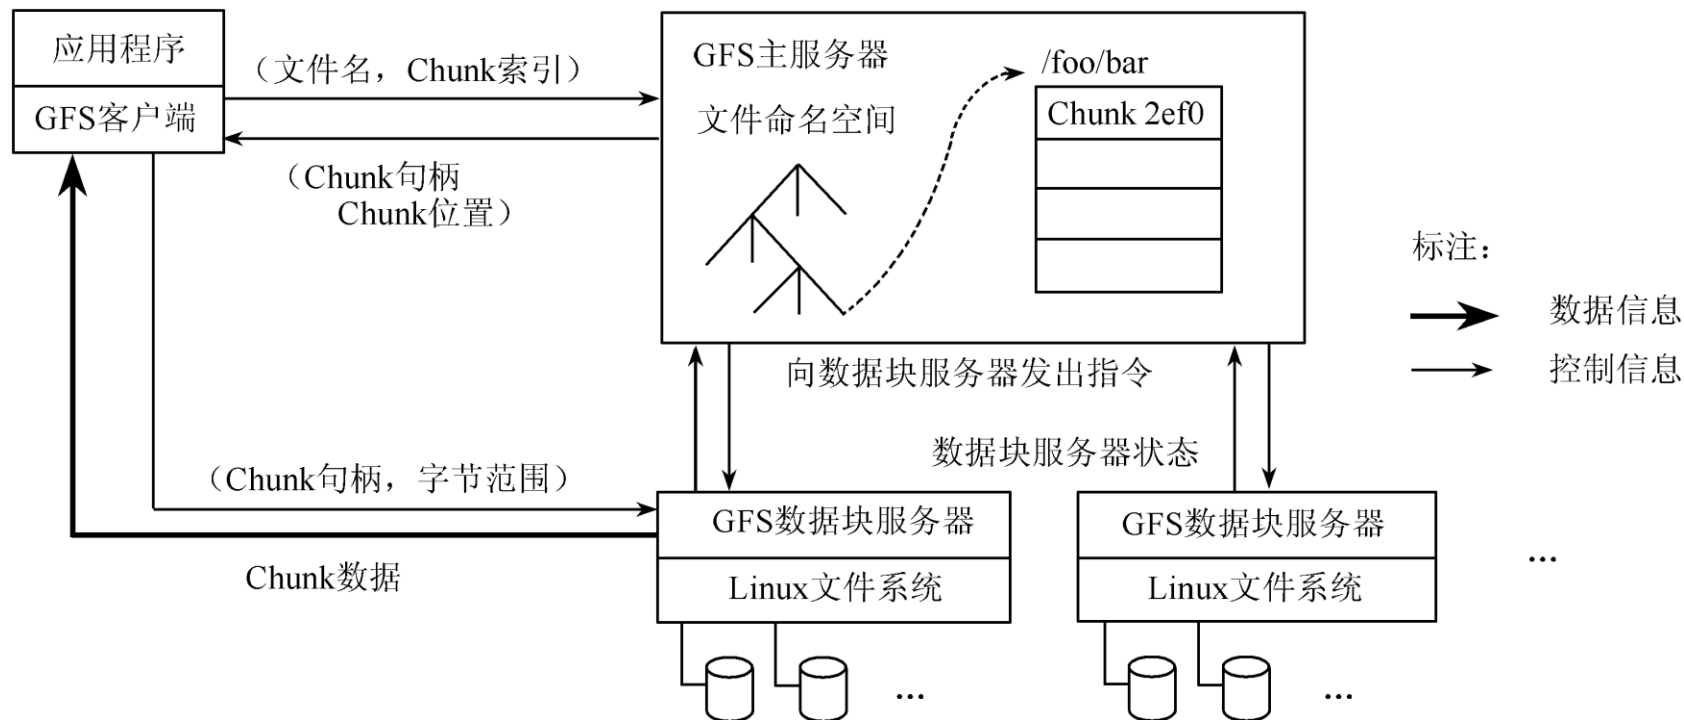 应用程序
GFS客户端
（文件名，Chunk索引）
（Chunk句柄
Chunk位置）
GFS主服务器
文件命名空间
/foo/bar
Chunk 2ef0
标注：
数据信息
控制信息
向数据块服务器发出指令
数据块服务器状态
（Chunk句柄，字节范围）
Chunk数据
GFS数据块服务器
Linux文件系统
...
GFS数据块服务器
Linux文件系统
...
...